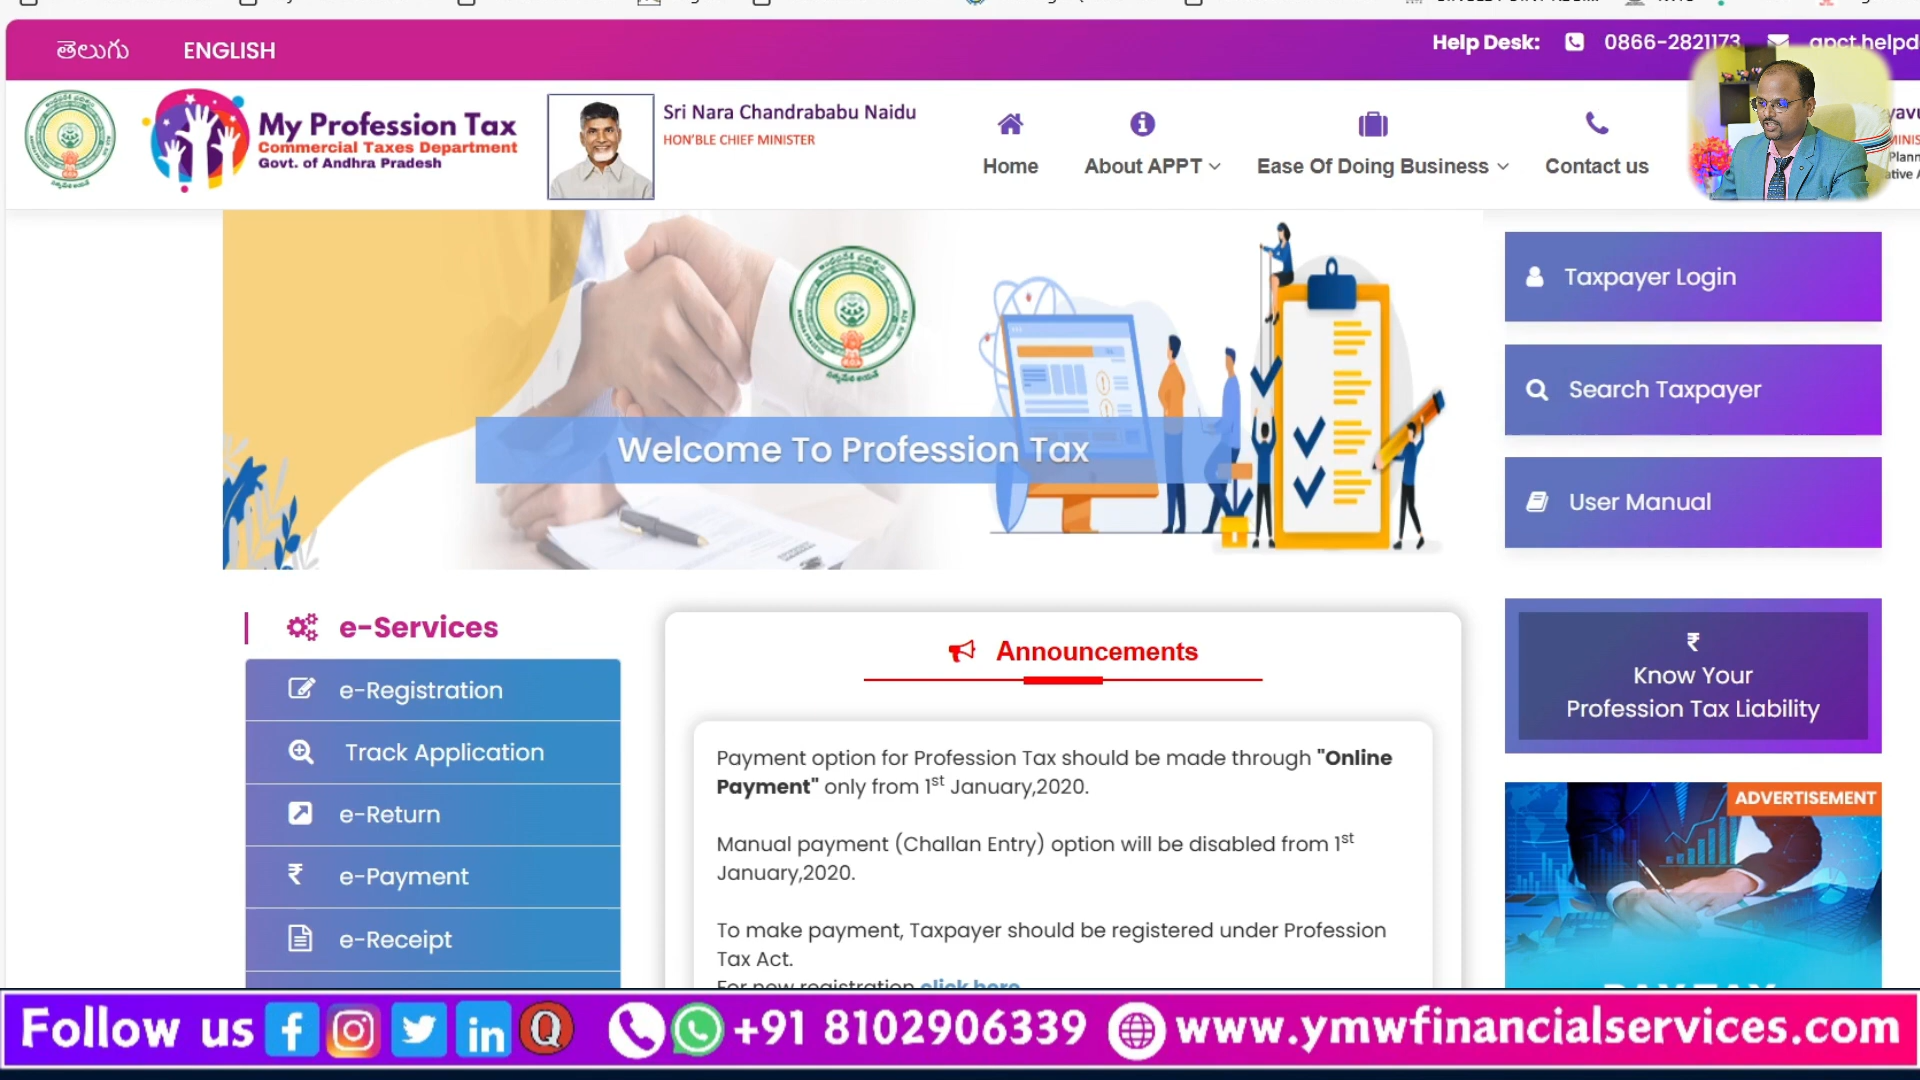 తెలుగు ENGLISH
Help Desk: 0866-2821173
My Profession Tax
Commercial Taxes Department
Govt. of Andhra Pradesh
Sri Nara Chandrababu Naidu
HON'BLE CHIEF MINISTER
Home
About APPT
Ease Of Doing Business
Contact us
Welcome To Profession Tax
Taxpayer Login
Search Taxpayer
User Manual
Know Your
Profession Tax Liability
ADVERTISEMENT
e-Services
e-Registration
Track Application
e-Return
e-Payment
e-Receipt
Announcements
Payment option for Profession Tax should be made through "Online
Payment" only from 1st January,2020.
Manual payment (Challan Entry) option will be disabled from 1st
January,2020.
To make payment, Taxpayer should be registered under Profession
Tax Act.
For new registration click here
Follow us +91 8102906339 www.ymwfinancialservices.com